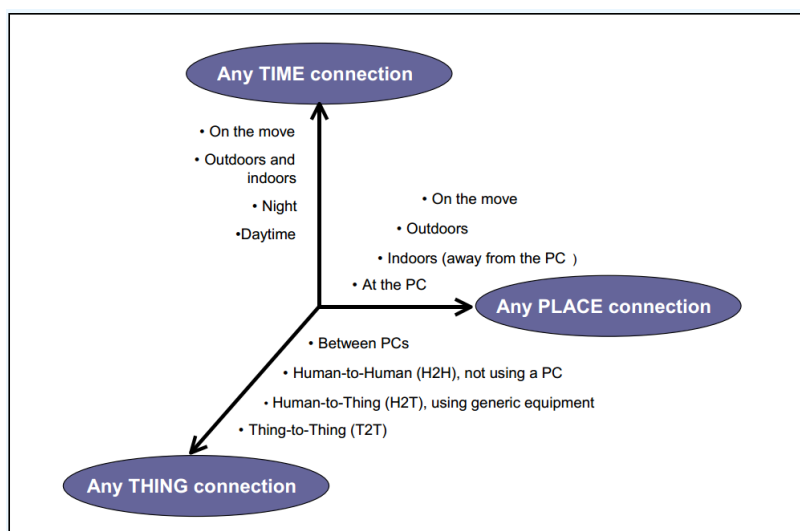 Any TIME connection
• On the move
• Outdoors and
indoors
• Night
•Daytime
• On the move
• Outdoors
• Indoors (away from the PC )
• At the PC
Any PLACE connection
• Between PCs
• Human-to-Human (H2H), not using a PC
• Human-to-Thing (H2T), using generic equipment
• Thing-to-Thing (T2T)
Any THING connection